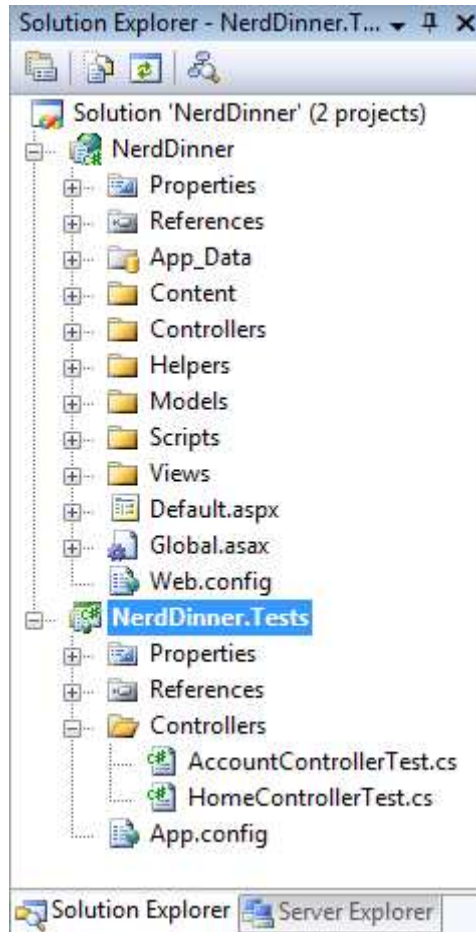 Solution Explorer - NerdDinner.T...
Solution 'NerdDinner' (2 projects)
NerdDinner
Properties
References
App_Data
Content
Controllers
Helpers
Models
Scripts
Views
Default.aspx
Global.asax
Web.config
NerdDinner.Tests
Properties
References
Controllers
AccountControllerTest.cs
HomeControllerTest.cs
App.config
Solution Explorer Server Explorer